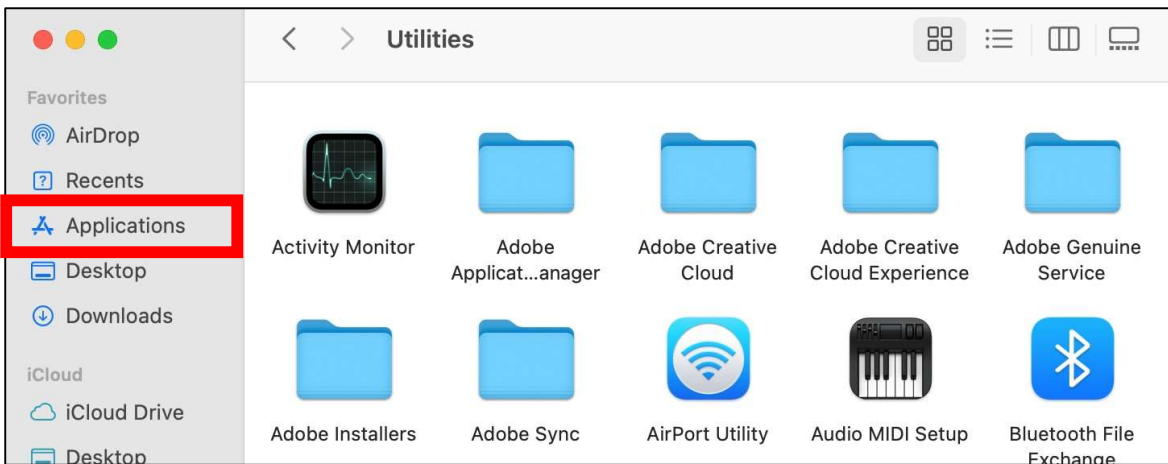 Utilities
Favorites
AirDrop
Recents
Applications
Desktop
Downloads
iCloud
iCloud Drive
Desktop
Activity Monitor
Adobe
Applicat...anager
Adobe Creative
Cloud
Adobe Creative
Cloud Experience
Adobe Genuine
Service
Adobe Installers
Adobe Sync
AirPort Utility
Audio MIDI Setup
Bluetooth File
Exchange